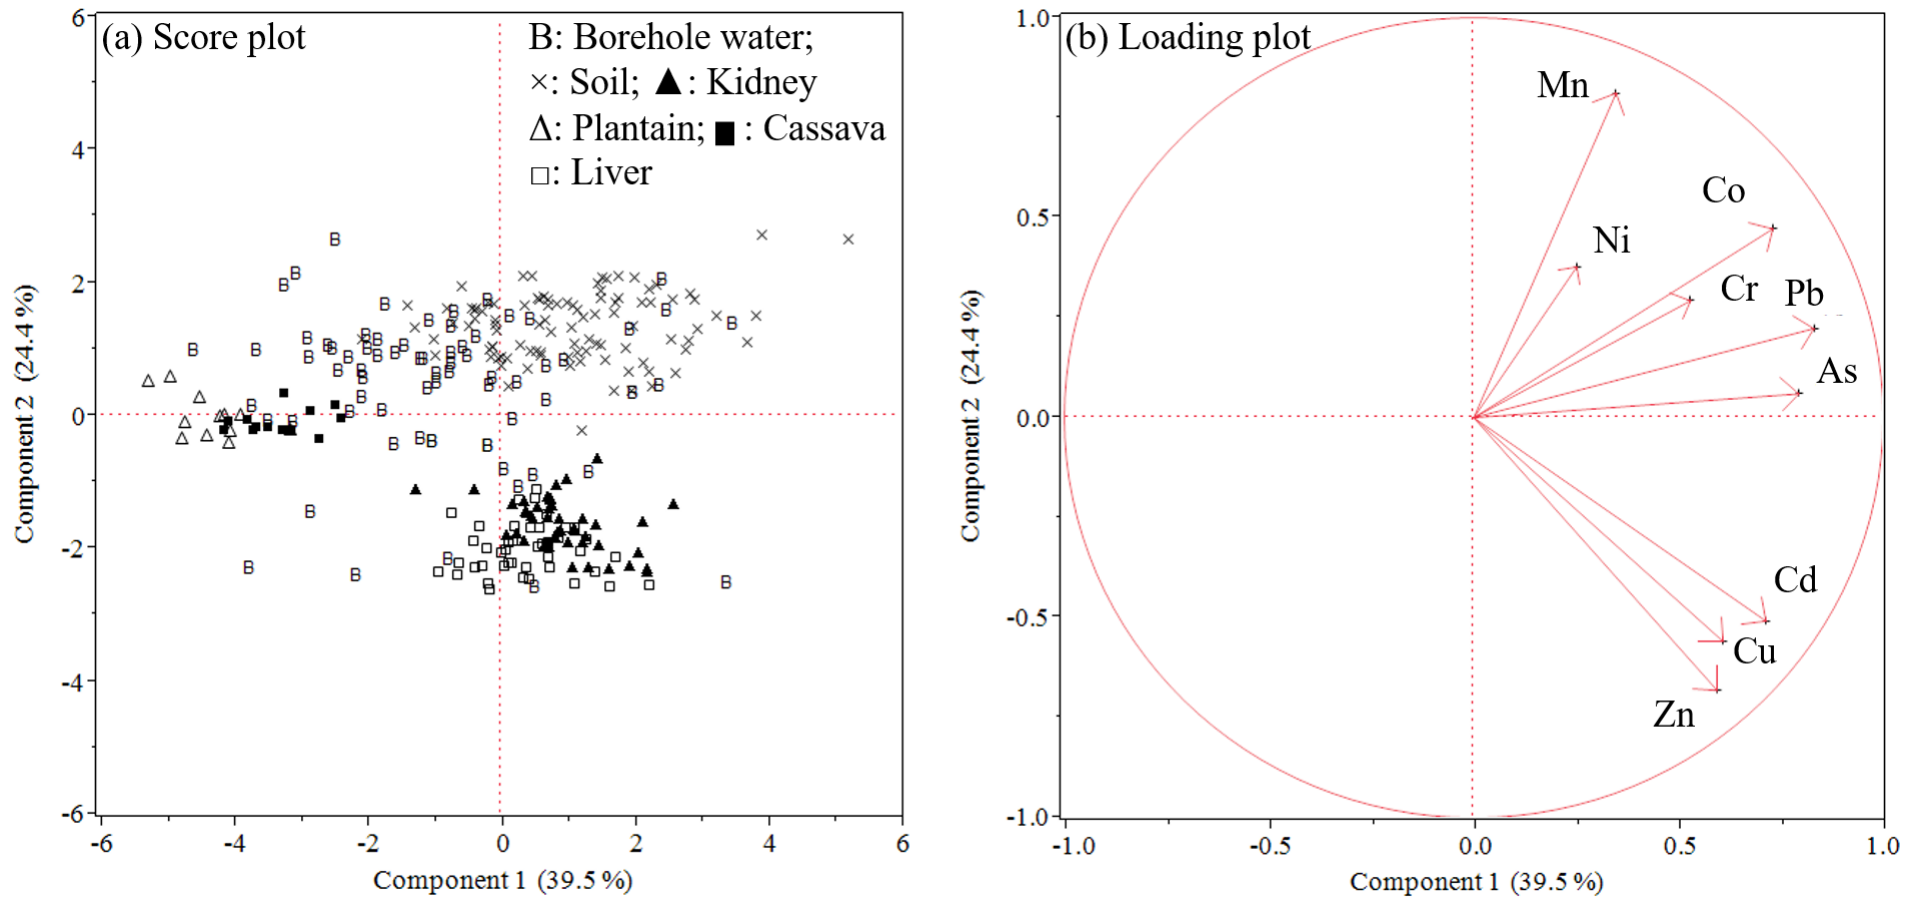 (a) Score plot
B: Borehole water;
×: Soil; ▲: Kidney
Δ: Plantain; ■: Cassava
□: Liver
6
4
2
0
-2
-4
-6
-6
-4
-2
0
2
4
6
Component 2 (24.4 %)
Component 1 (39.5 %)
(b) Loading plot
Mn
Co
Ni
Cr
Pb
As
Cd
Cu
Zn
1.0
0.5
0.0
-0.5
-1.0
-1.0
-0.5
0.0
0.5
1.0
Component 2 (24.4 %)
Component 1 (39.5 %)